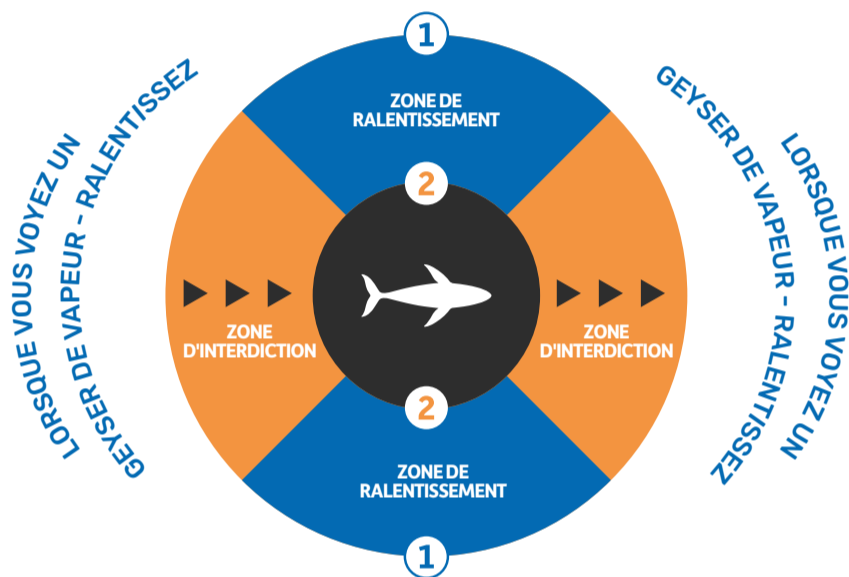 1
ZONE DE
RALENTISSEMENT
2
LORSQUE VOUS VOYEZ UN
GEYSER DE VAPEUR - RALENTISSEZ
ZONE
D'INTERDICTION
ZONE
D'INTERDICTION
LORSQUE VOUS VOYEZ UN
GEYSER DE VAPEUR - RALENTISSEZ
2
ZONE DE
RALENTISSEMENT
1